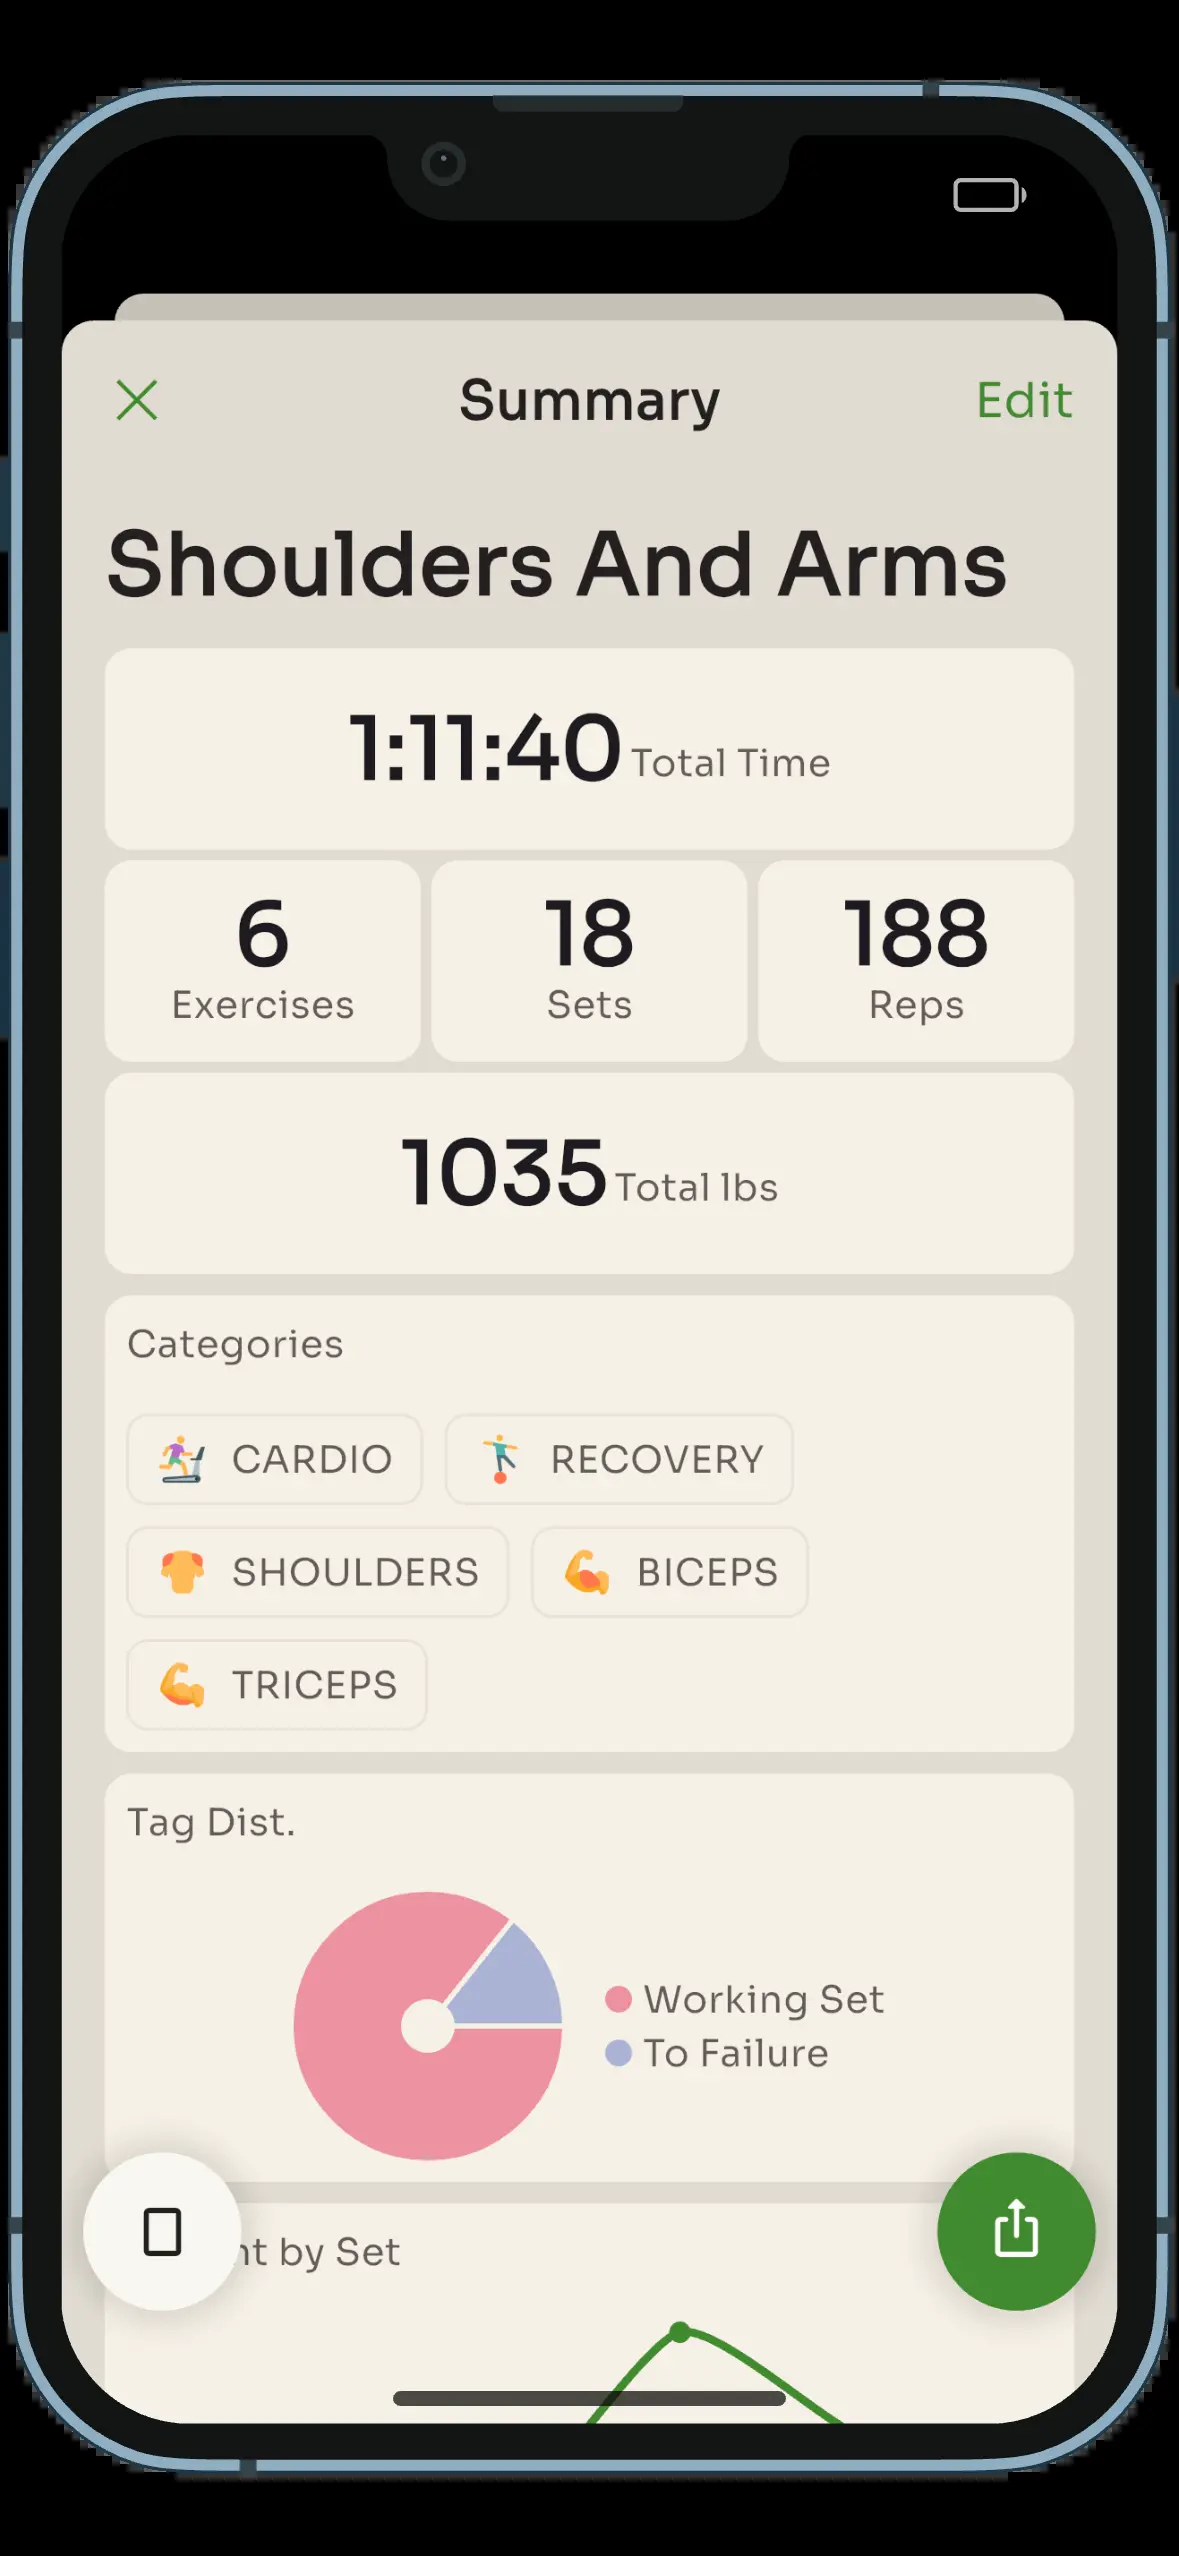 Summary
Edit
Shoulders And Arms
1:11:40 Total Time
6
Exercises
18
Sets
188
Reps
1035 Total lbs
Categories
CARDIO
RECOVERY
SHOULDERS
BICEPS
TRICEPS
Tag Dist.
Working Set
To Failure
by Set